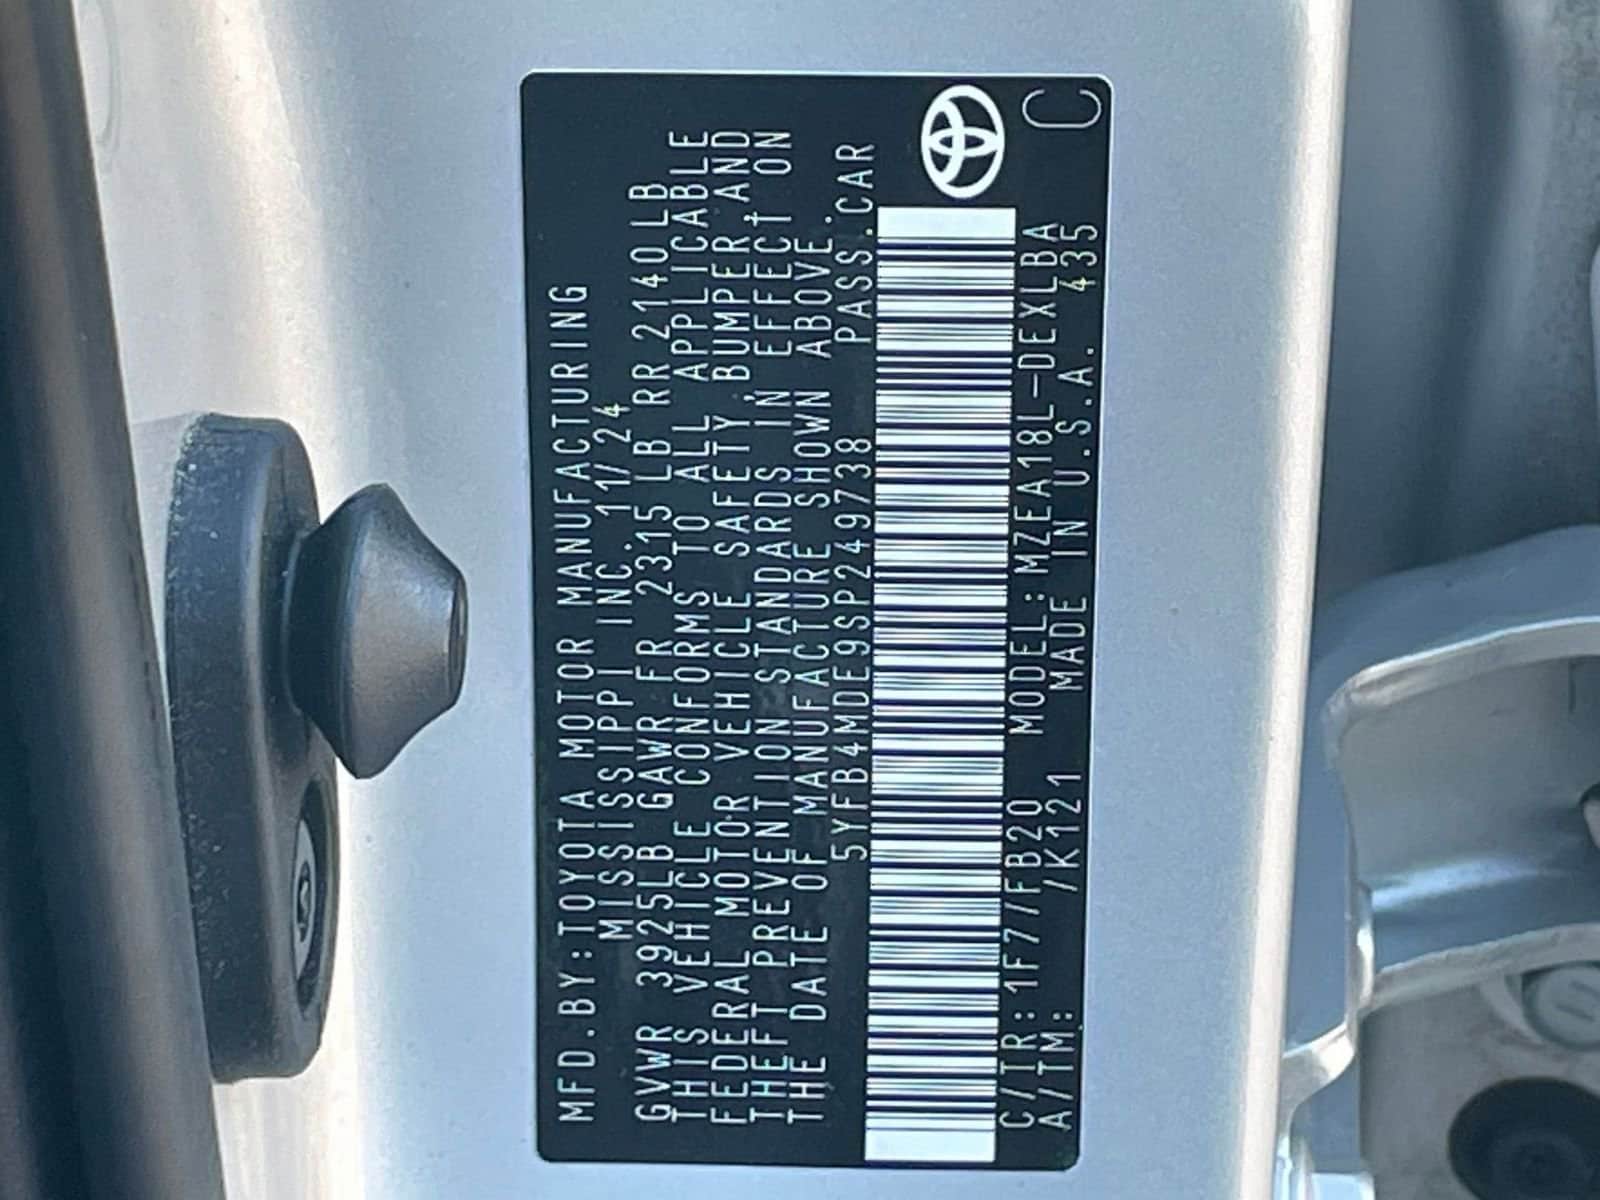 MFD.BY:TOYOTA MOTOR MANUFACTURING
MISSISSIPPI INC. 11/24
GVWR 3925LB GAWR FR 2315LB RR 2140LB
THIS VEHICLE CONFORMS TO ALL APPLICABLE
FEDERAL MOTOR VEHICLE SAFETY, BUMPER, AND
THEFT PREVENTION STANDARDS IN EFFECT ON
THE DATE OF MANUFACTURE SHOWN ABOVE.
5YFB4MDE9SP249738 PASS.CAR
C/TR:1F7/FB20 MODEL:MZEA18L-DEXLBA
A/TM: /K121 MADE IN U.S.A. 435
C